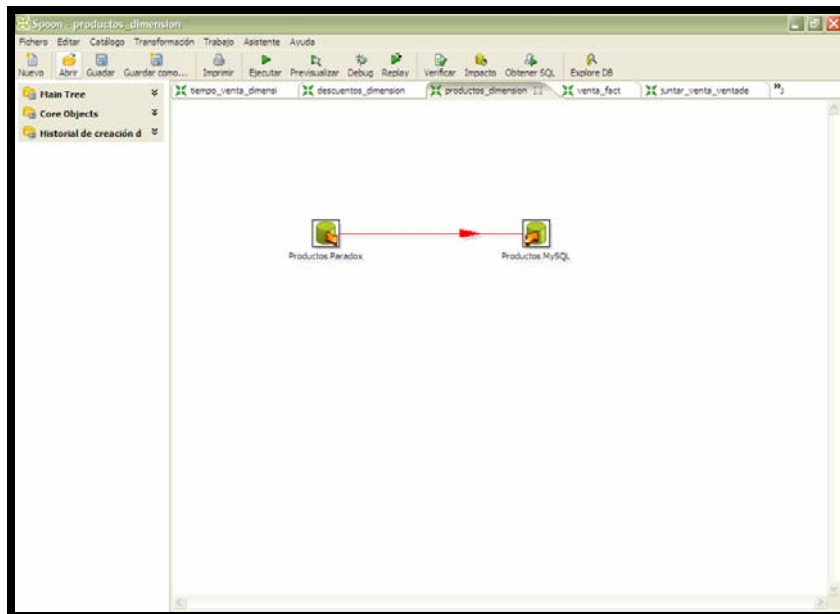 Spoon - productos_dimension
Fichero Editar Catálogo Transformación Trabajo Asistente Ayuda
Nuevo Abrir Guadar Guardar como... Imprimir Ejecutar Previsualizar Debug Replay Verificar Impacto Obtener SQL Explore DB
Main Tree
Core Objects
Historial de creación d
tiempo_venta_dimensi descuentos_dimension productos_dimension venta_fact juntar_venta_ventade
Productos Paradox Productos MySQL